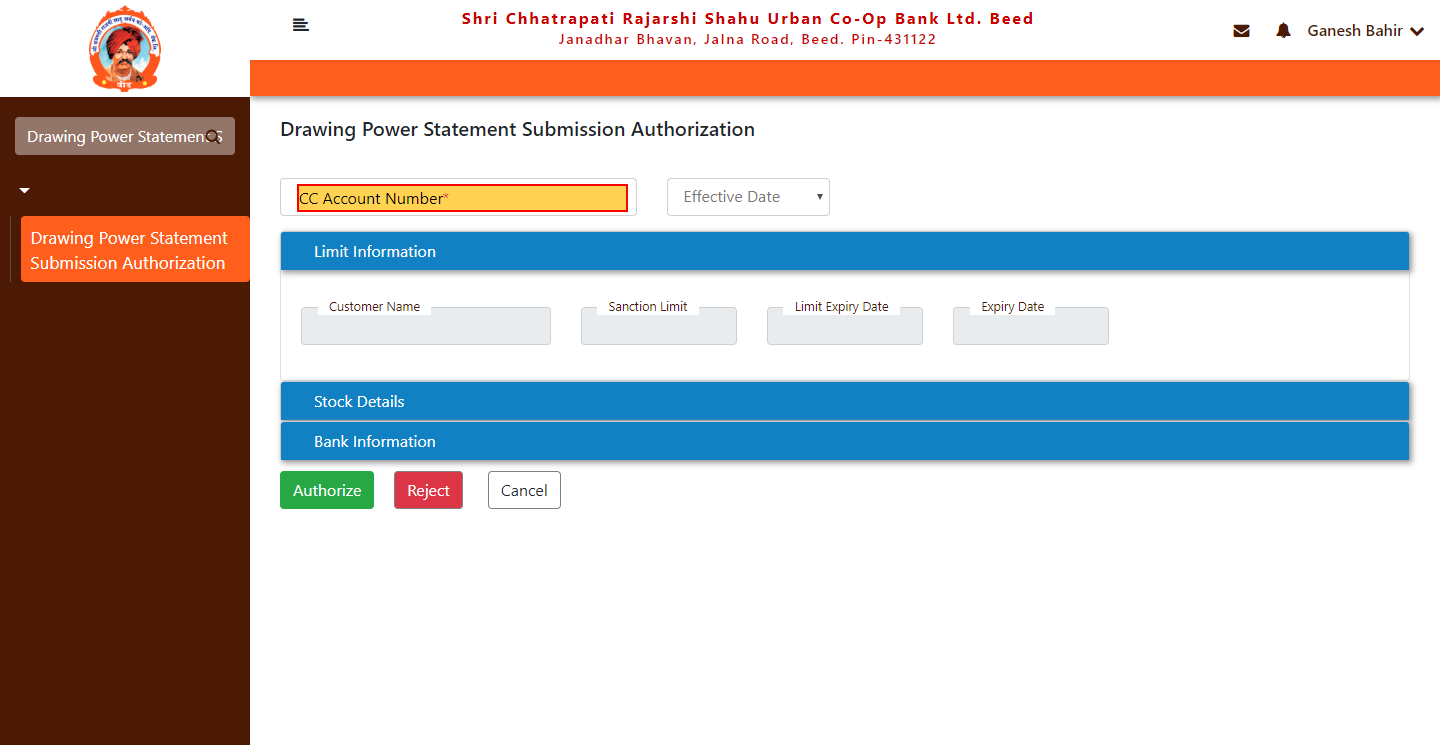 Shri Chhatrapati Rajarshi Shahu Urban Co-Op Bank Ltd. Beed
Janadhar Bhavan, Jalna Road, Beed. Pin-431122
Ganesh Bahir
Drawing Power Statement S
Drawing Power Statement
Submission Authorization
Drawing Power Statement Submission Authorization
CC Account Number*
Effective Date
Limit Information
Customer Name
Sanction Limit
Limit Expiry Date
Expiry Date
Stock Details
Bank Information
Authorize
Reject
Cancel